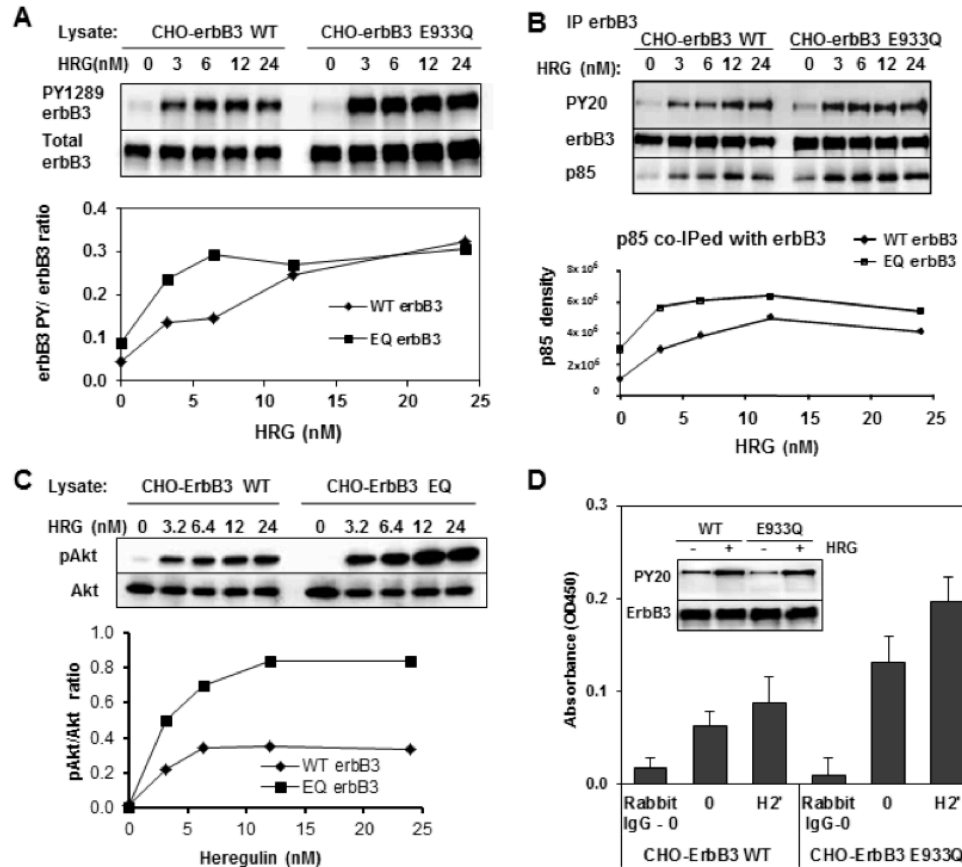 A
Lysate: CHO-erbB3 WT CHO-erbB3 E933Q
HRG(nM) 0 3 6 12 24 0 3 6 12 24
PY1289
erbB3
Total
erbB3
erbB3 PY/ erbB3 ratio
0.4
0.3
0.2
0.1
0.0
WT erbB3
EQ erbB3
0 5 10 15 20 25
HRG (nM)
B
IP erbB3
CHO-erbB3 WT CHO-erbB3 E933Q
HRG (nM): 0 3 6 12 24 0 3 6 12 24
PY20
erbB3
p85
p85 co-IPed with erbB3
WT erbB3
EQ erbB3
p85 density
8x 10⁶
6x10⁶
4x 10⁶
2x10⁶
0
0 5 10 15 20 25
HRG (nM)
C
Lysate: CHO-ErbB3 WT CHO-ErbB3 EQ
HRG (nM) 0 3.2 6.4 12 24 0 3.2 6.4 12 24
pAkt
Akt
pAkt/Akt ratio
1.0
0.8
0.6
0.4
0.2
0.0
WT erbB3
EQ erbB3
0 5 10 15 20 25
Heregulin (nM)
D
Absorbance (OD450)
0.3
0.2
0.1
0.0
WT E933Q
- + - + HRG
PY20
ErbB3
Rabbit IgG - 0 0 H2' Rabbit IgG-0 0 H2'
CHO-ErbB3 WT CHO-ErbB3 E933Q